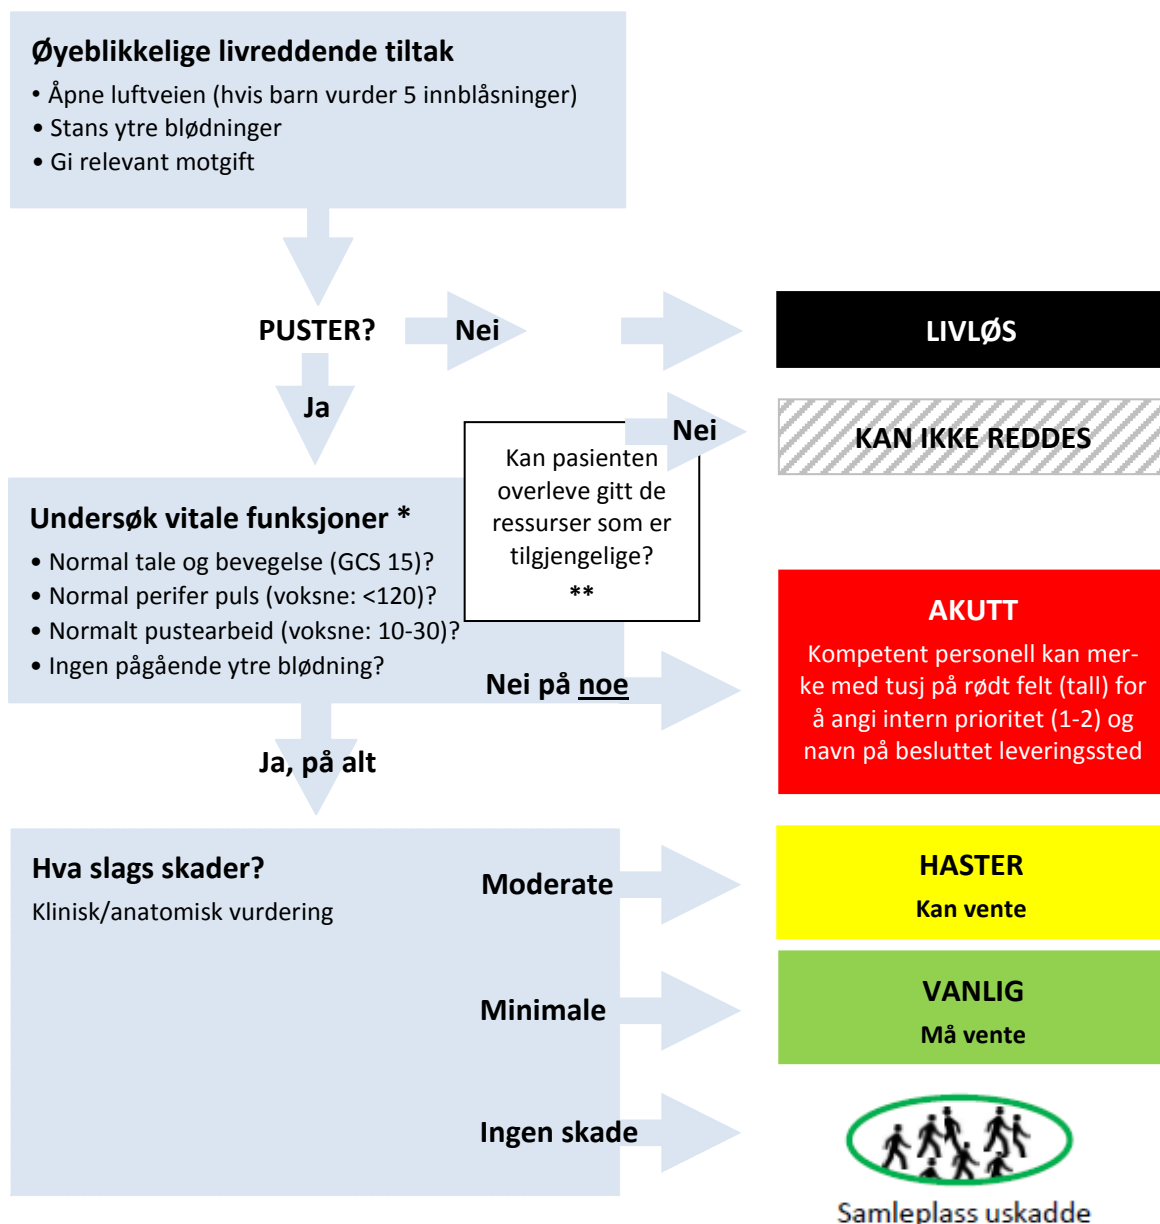 Øyeblikkelige livreddende tiltak
• Åpne luftveien (hvis barn vurder 5 innblåsninger)
• Stans ytre blødninger
• Gi relevant motgift
PUSTER?
Nei
LIVLØS
Ja
Nei
KAN IKKE REDDES
Kan pasienten
overleve gitt de
ressurser som er
tilgjengelige?
**
Undersøk vitale funksjoner *
• Normal tale og bevegelse (GCS 15)?
• Normal perifer puls (voksne: <120)?
• Normalt pustearbeid (voksne: 10-30)?
• Ingen pågående ytre blødning?
Nei på noe
AKUTT
Kompetent personell kan mer-
ke med tusj på rødt felt (tall) for
å angi intern prioritet (1-2) og
navn på besluttet leveringssted
Ja, på alt
Hva slags skader?
Klinisk/anatomisk vurdering
Moderate
HASTER
Kan vente
Minimale
VANLIG
Må vente
Ingen skade
Samleplass uskadde